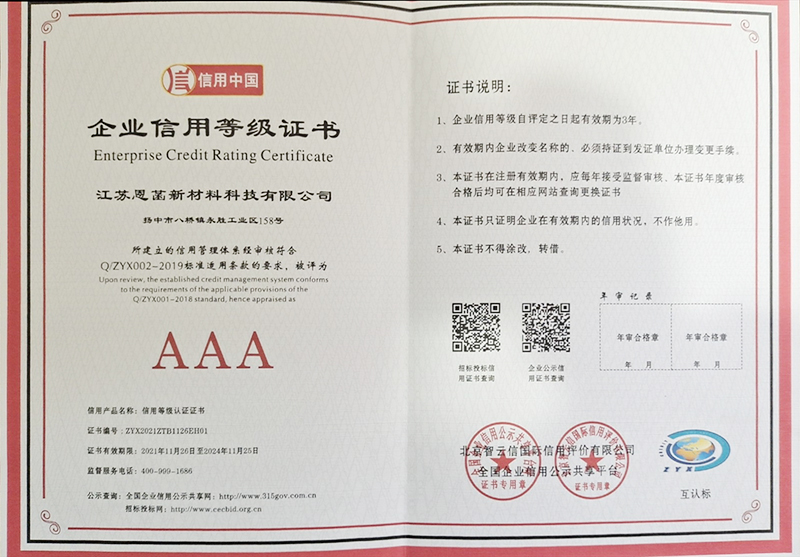 信用中国
企业信用等级证书
Enterprise Credit Rating Certificate
江苏恩菡新材料科技有限公司
扬中市八桥镇永胜工业区158号
所建立的信用管理体系经审核符合
Q/ZYX002-2019标准适用条款的要求，被评为
Upon review, the established credit management system conforms
to the requirements of the applicable provisions of the
Q/ZYX001-2018 standard, hence appraised as
AAA
信用产品名称：信用等级认证证书
证书编号：ZYX2021ZTB1126EH01
证书有效期限：2021年11月26日至2024年11月25日
监督服务电话：400-999-1686
公示查询：全国企业信用公示共享网：http://www.315gov.com.cn
招标投标网：http://www.cecbid.org.cn
证书说明：
1、企业信用等级自评定之日起有效期为3年。
2、有效期内企业改变名称的、必须持证到发证单位办理变更手续。
3、本证书在注册有效期内，应每年接受监督审核、本证书年度审核
合格后均可在相应网站查询更换证书
4、本证书只证明企业在有效期内的信用状况，不作他用。
5、本证书不得涂改，转借。
年审记录
年审合格章 年审合格章
年 月 年 月
招标投标信 企业公示信
用证书查询 用证书查询
北京智云信国际信用评价有限公司
全国企业信用公示共享平台
证书专用章 证书专用章
ZYX
互认标